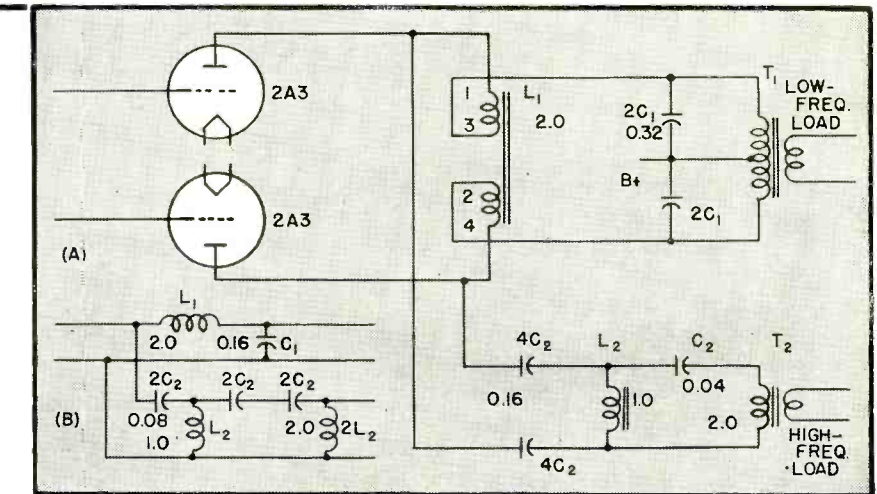 2A3
2A3
(A)
1
3
L1
2.0
2
4
2C1
0.32
B+
2C1
T1
LOW-
FREQ.
LOAD
L1
2.0
0.16
C1
2C2
2C2
2C2
0.08
1.0
L2
2.0
2L2
(B)
4C2
0.16
4C2
L2
1.0
C2
0.04
T2
2.0
HIGH-
FREQ.
LOAD